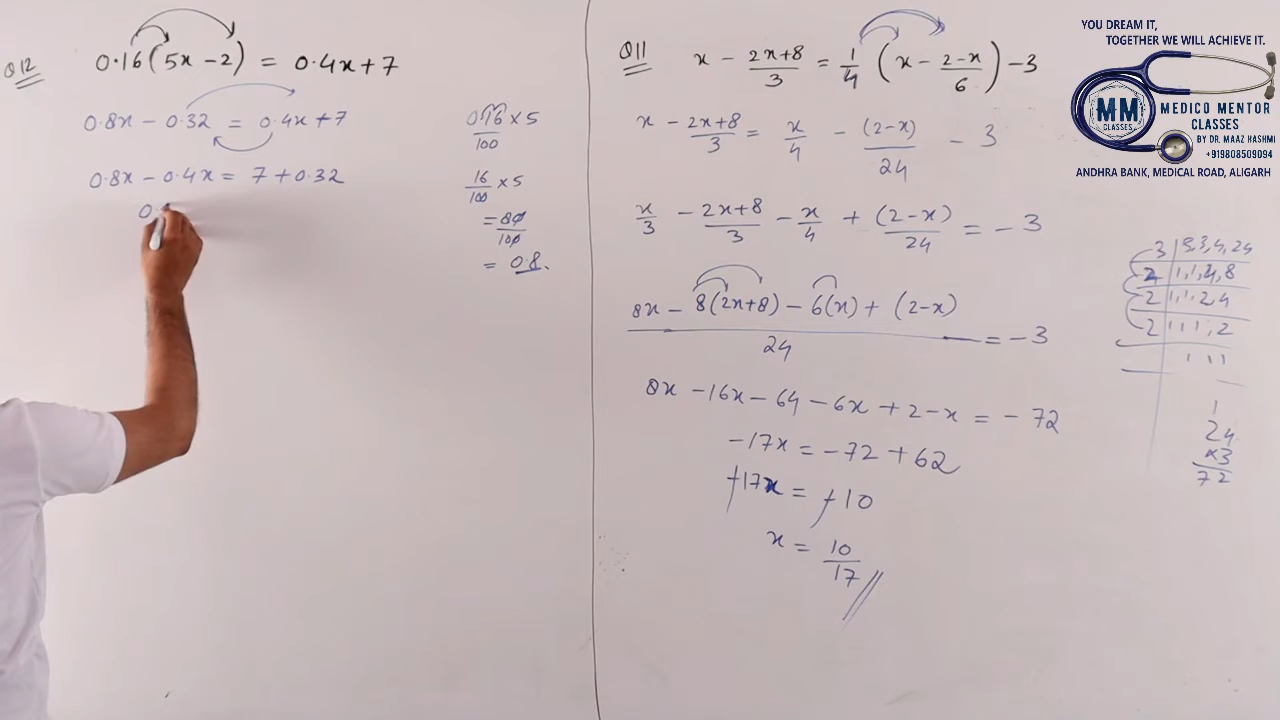 Q12 0.16(5x-2) = 0.4x+7
0.8x - 0.32 = 0.4x+7
0.8x - 0.4x = 7 + 0.32
0.
0.16 × 5
100
16/100 × 5
= 80/100
= 0.8.
Q11 x - (2x+8)/3 = 1/4 (x - (2-x)/6) - 3
x - (2x+8)/3 = x/4 - (2-x)/24 - 3
x/3 - (2x+8)/3 - x/4 + (2-x)/24 = -3
8x - 8(2x+8) - 6(x) + (2-x)
24
= -3
8x - 16x - 64 - 6x + 2 - x = -72
-17x = -72 + 62
-17x = -10
x = 10/17
3 | 3,3,4,24
2 | 1,1,4,8
2 | 1,1,2,4
2 | 1,1,1,2
1 1 1
1
24
×3
72
YOU DREAM IT,
TOGETHER WE WILL ACHIEVE IT.
MM
CLASSES
MEDICO MENTOR
CLASSES
BY DR. MAAZ HASHMI
+919808509094
ANDHRA BANK, MEDICAL ROAD, ALIGARH